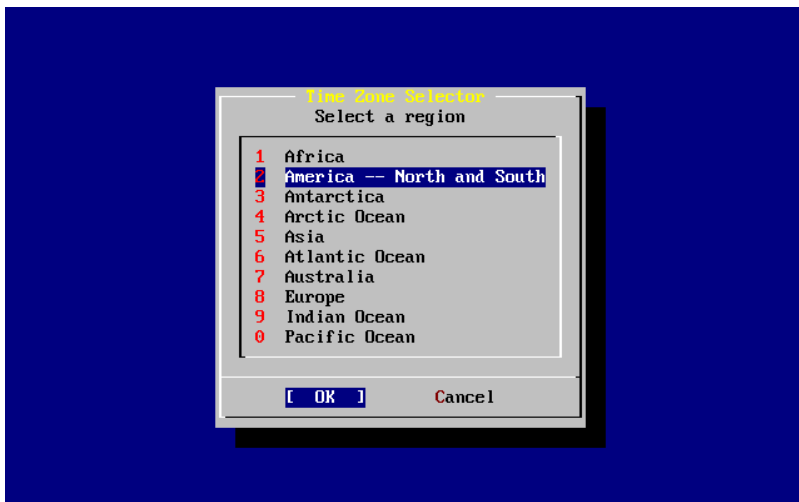 Time Zone Selector
Select a region
1 Africa
2 America -- North and South
3 Antarctica
4 Arctic Ocean
5 Asia
6 Atlantic Ocean
7 Australia
8 Europe
9 Indian Ocean
0 Pacific Ocean
[ OK ] Cancel